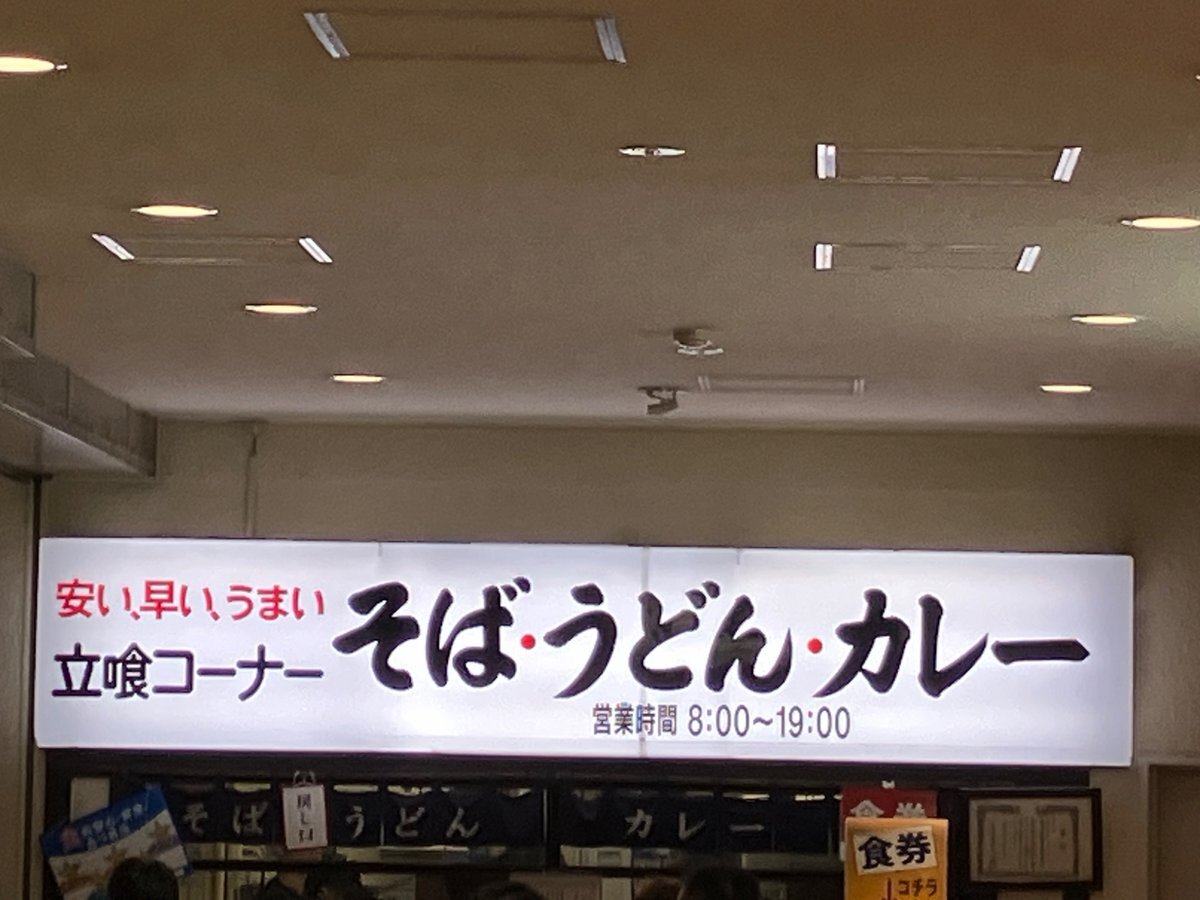 安い、早い、うまい
立喰コーナー
そば・うどん・カレー
営業時間 8:00〜19:00
そば うどん カレー
食券
食券
コチラ